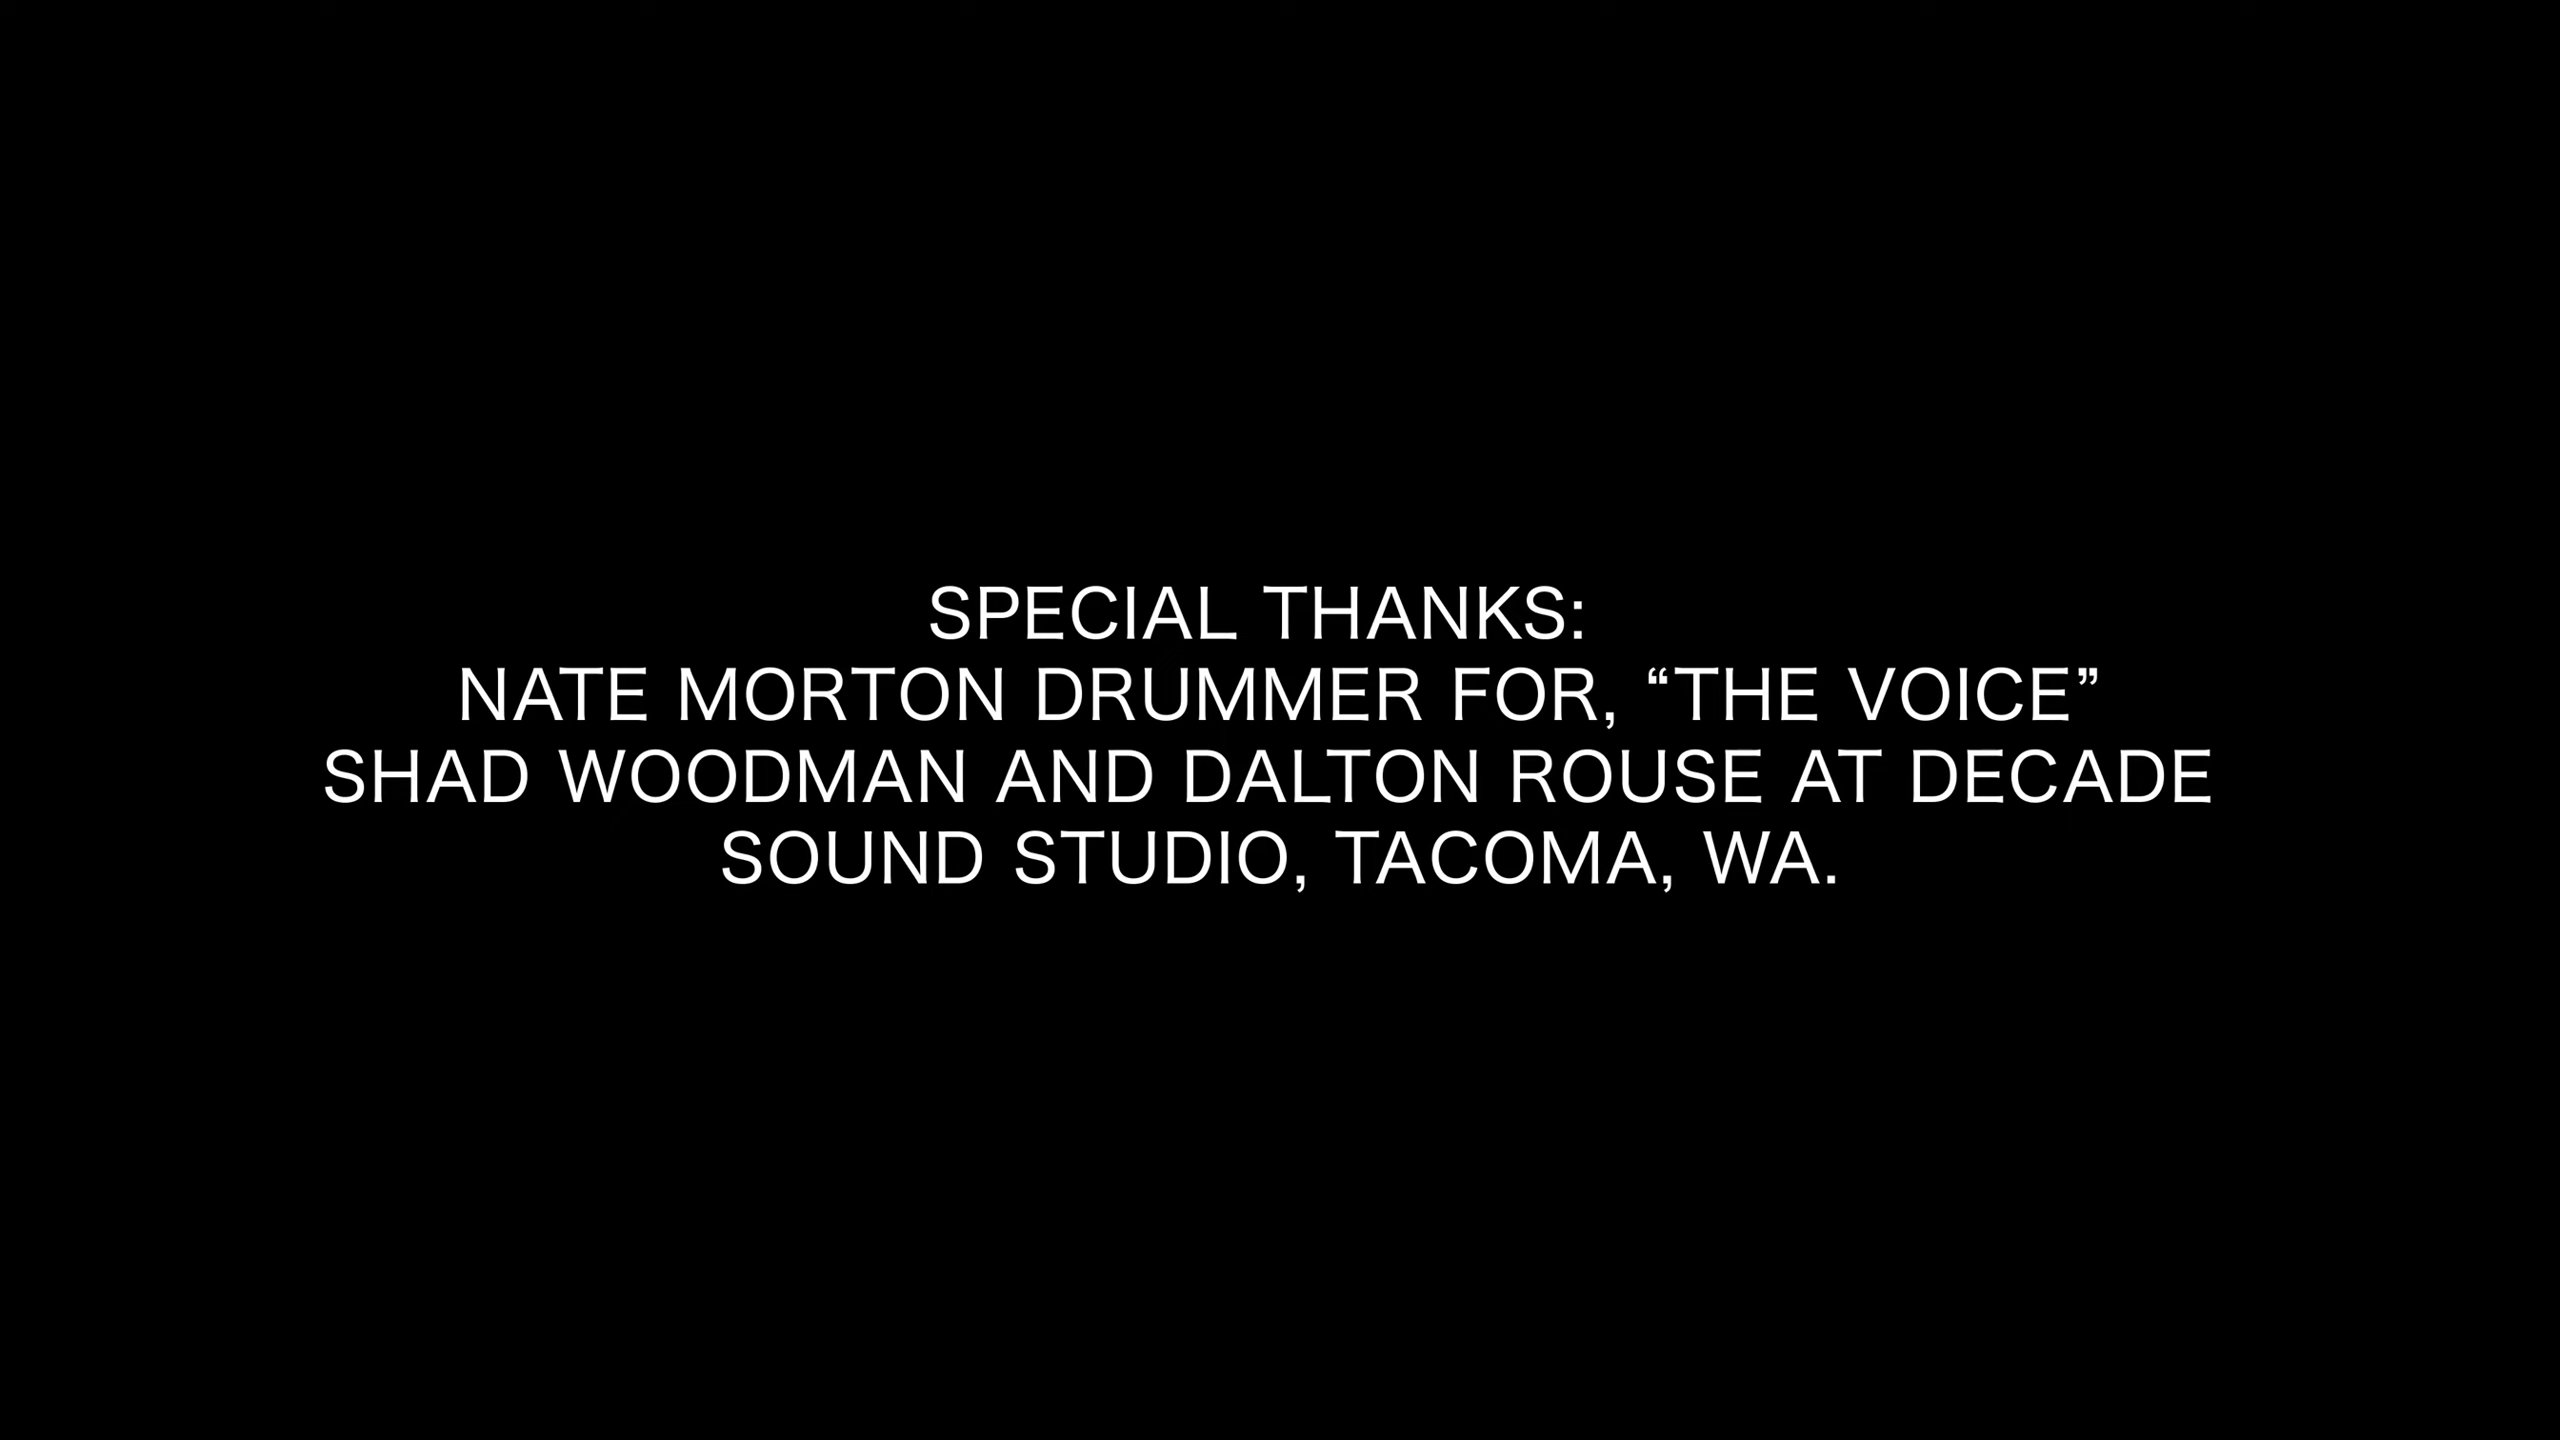 SPECIAL THANKS:
NATE MORTON DRUMMER FOR, “THE VOICE”
SHAD WOODMAN AND DALTON ROUSE AT DECADE
SOUND STUDIO, TACOMA, WA.